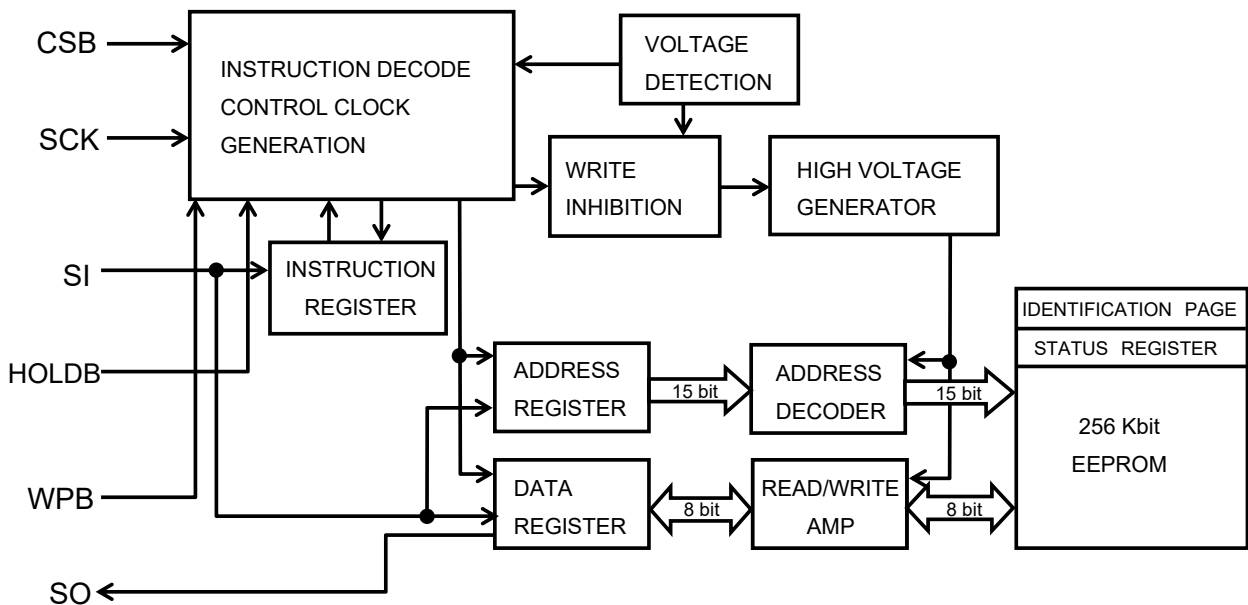 CSB
SCK
SI
HOLDB
WPB
SO
INSTRUCTION DECODE
CONTROL CLOCK
GENERATION
VOLTAGE
DETECTION
WRITE
INHIBITION
HIGH VOLTAGE
GENERATOR
INSTRUCTION
REGISTER
ADDRESS
REGISTER
15 bit
ADDRESS
DECODER
15 bit
DATA
REGISTER
8 bit
READ/WRITE
AMP
8 bit
IDENTIFICATION PAGE
STATUS REGISTER
256 Kbit
EEPROM